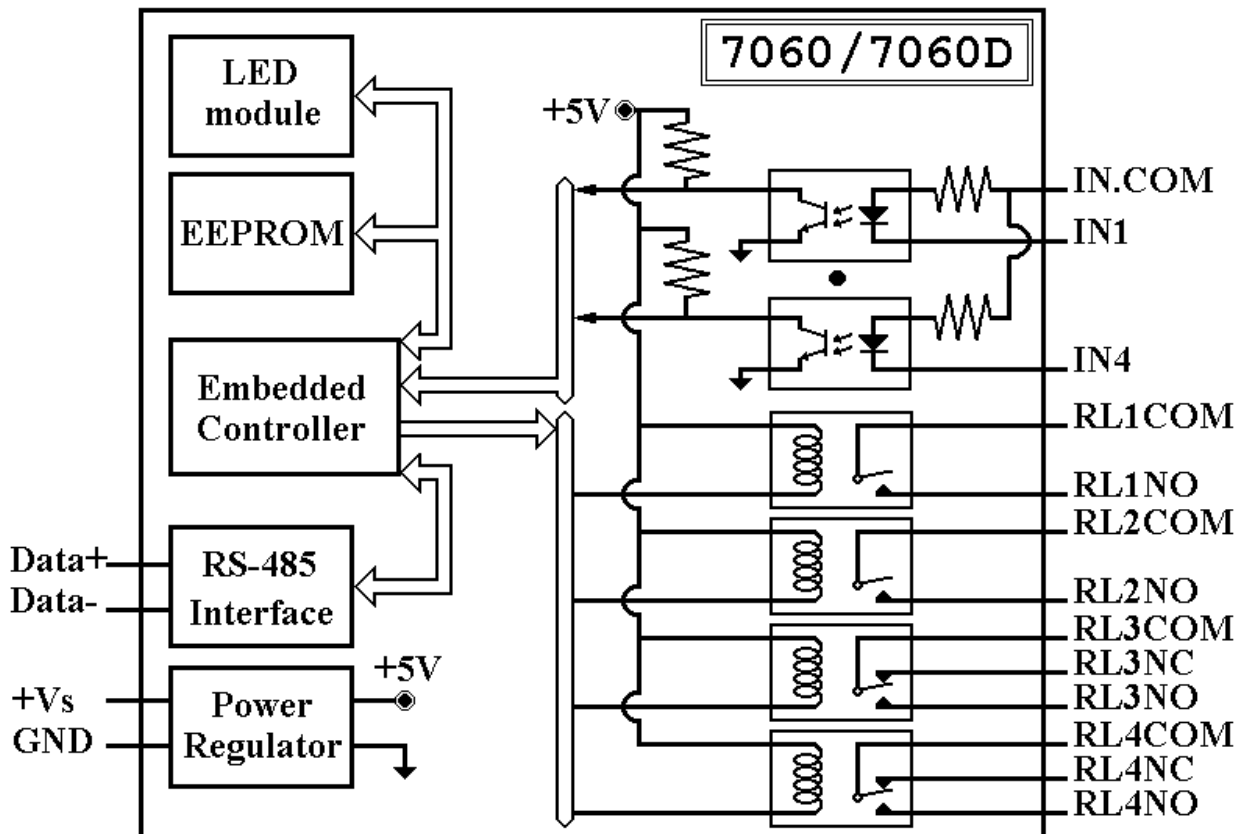 7060/7060D
LED
module
EEPROM
Embedded
Controller
RS-485
Interface
Power
Regulator
Data+
Data-
+Vs
GND
+5V
+5V
IN.COM
IN1
IN4
RL1COM
RL1NO
RL2COM
RL2NO
RL3COM
RL3NC
RL3NO
RL4COM
RL4NC
RL4NO